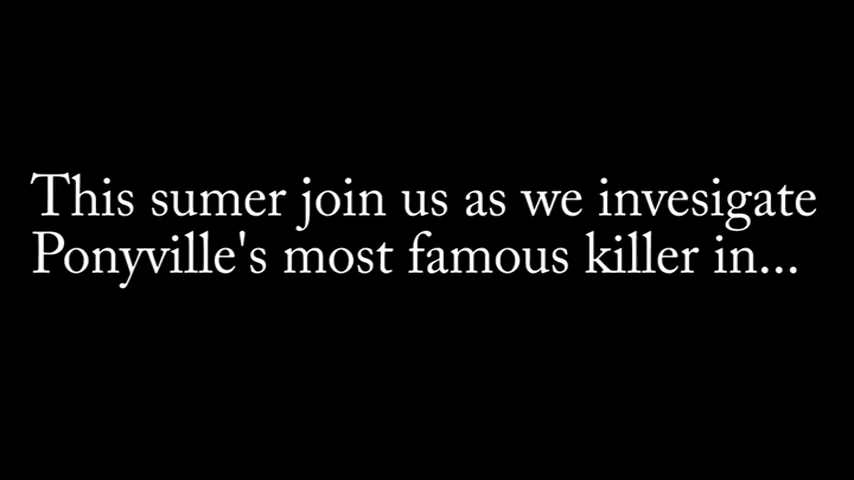 This sumer join us as we invesigate
Ponyville's most famous killer in...